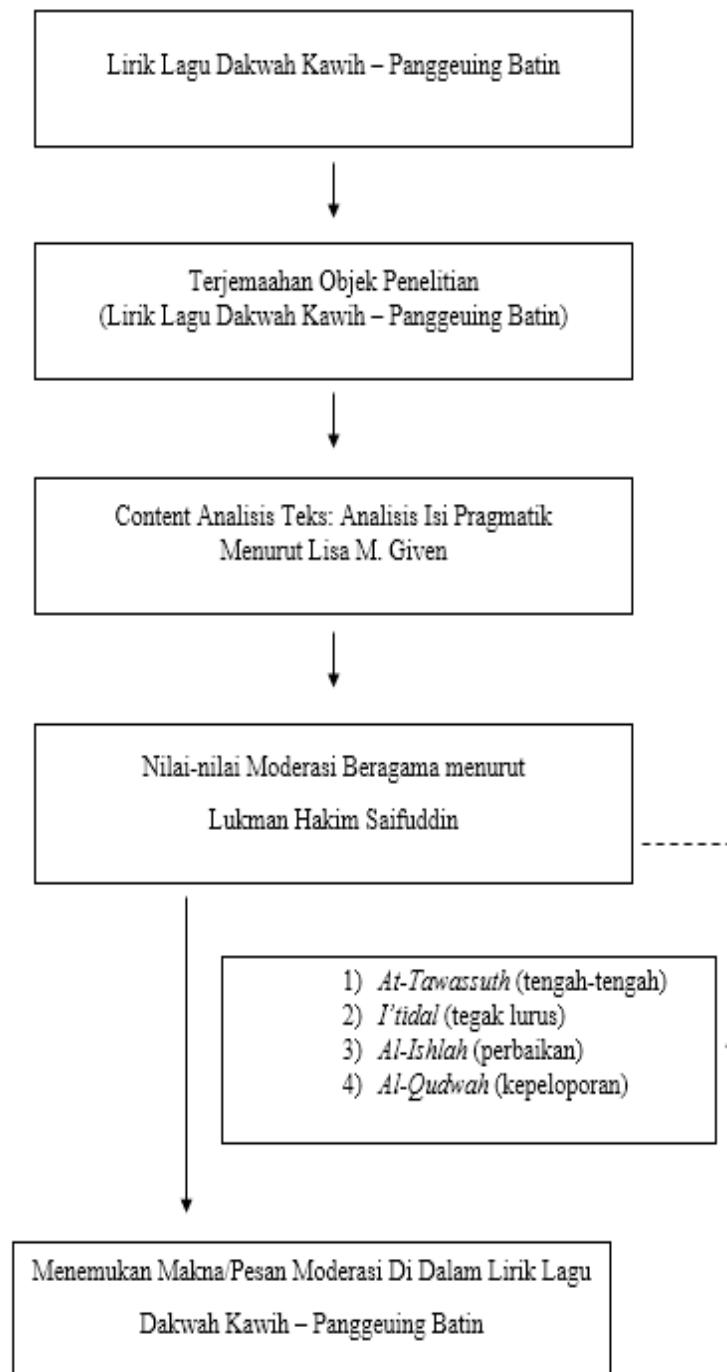 Lirik Lagu Dakwah Kawih – Panggeuing Batin
Terjemaahan Objek Penelitian
(Lirik Lagu Dakwah Kawih – Panggeuing Batin)
Content Analisis Teks: Analisis Isi Pragmatik
Menurut Lisa M. Given
Nilai-nilai Moderasi Beragama menurut
Lukman Hakim Saifuddin
1) At-Tawassuth (tengah-tengah)
2) I'tidal (tegak lurus)
3) Al-Ishlah (perbaikan)
4) Al-Qudwah (kepeloporan)
Menemukan Makna/Pesan Moderasi Di Dalam Lirik Lagu
Dakwah Kawih – Panggeuing Batin